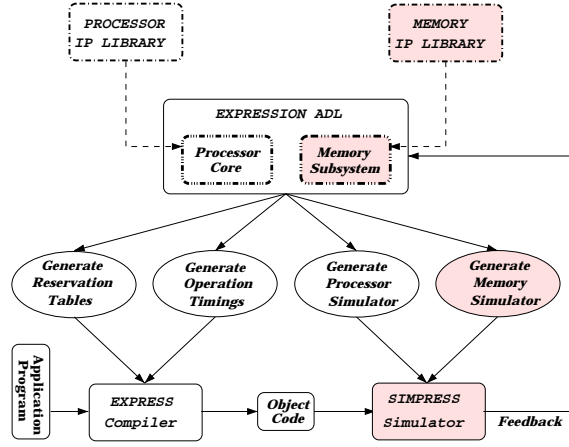 PROCESSOR
IP LIBRARY
MEMORY
IP LIBRARY
EXPRESSION ADL
Processor
Core
Memory
Subsystem
Generate
Reservation
Tables
Generate
Operation
Timings
Generate
Processor
Simulator
Generate
Memory
Simulator
Application
Program
EXPRESS
Compiler
Object
Code
SIMPRESS
Simulator
Feedback